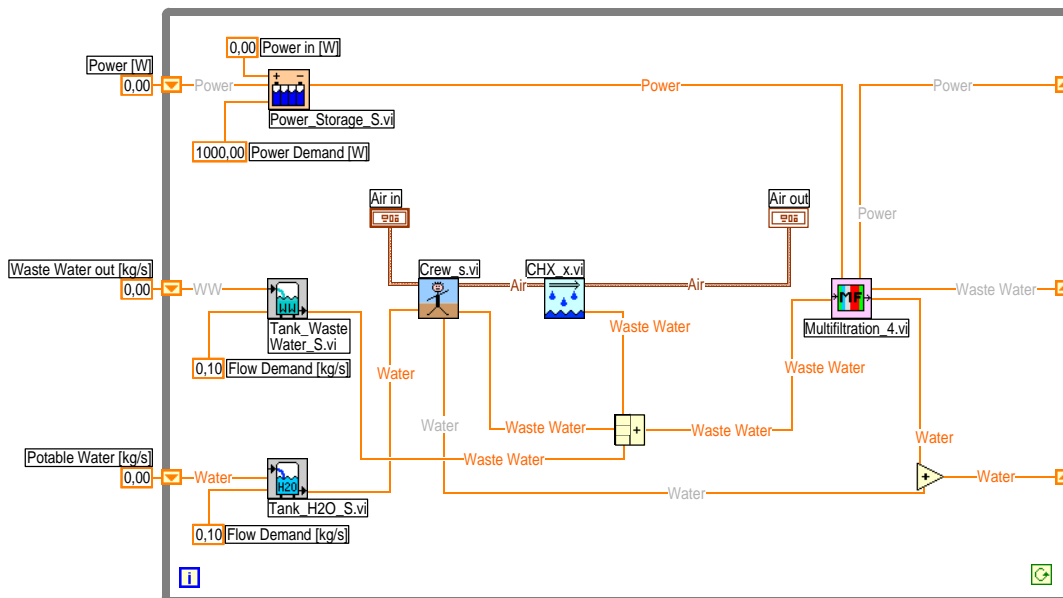 0,00 Power in [W]
Power [W]
0,00
Power
Power
Power
+ -
Power_Storage_S.vi
1000,00 Power Demand [W]
Air in
Air out
Power
Waste Water out [kg/s]
0,00
WW
WW
Crew_s.vi
CHX_x.vi
Air
Air
MF
Waste Water
Tank_Waste
Water_S.vi
Waste Water
Multifiltration_4.vi
0,10 Flow Demand [kg/s]
Water
Waste Water
Water
Waste Water
+
Waste Water
Water
Potable Water [kg/s]
0,00
Waste Water
Water
H2O
Water
+
Water
Tank_H2O_S.vi
0,10 Flow Demand [kg/s]
i